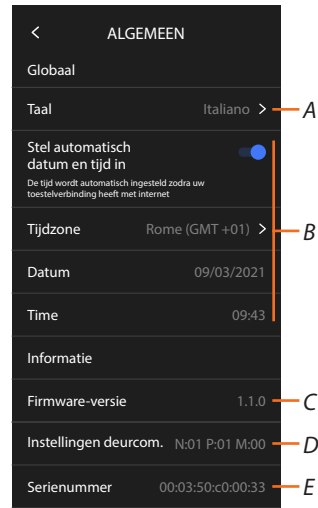 ALGEMEEN
Globaal
Taal Italiano A
Stel automatisch
datum en tijd in
De tijd wordt automatisch ingesteld zodra uw
toestelverbinding heeft met internet
B
Tijdzone Rome (GMT +01)
Datum 09/03/2021
Time 09:43
Informatie
Firmware-versie 1.1.0 C
Instellingen deurcom. N:01 P:01 M:00 D
Serienummer 00:03:50:c0:00:33 E